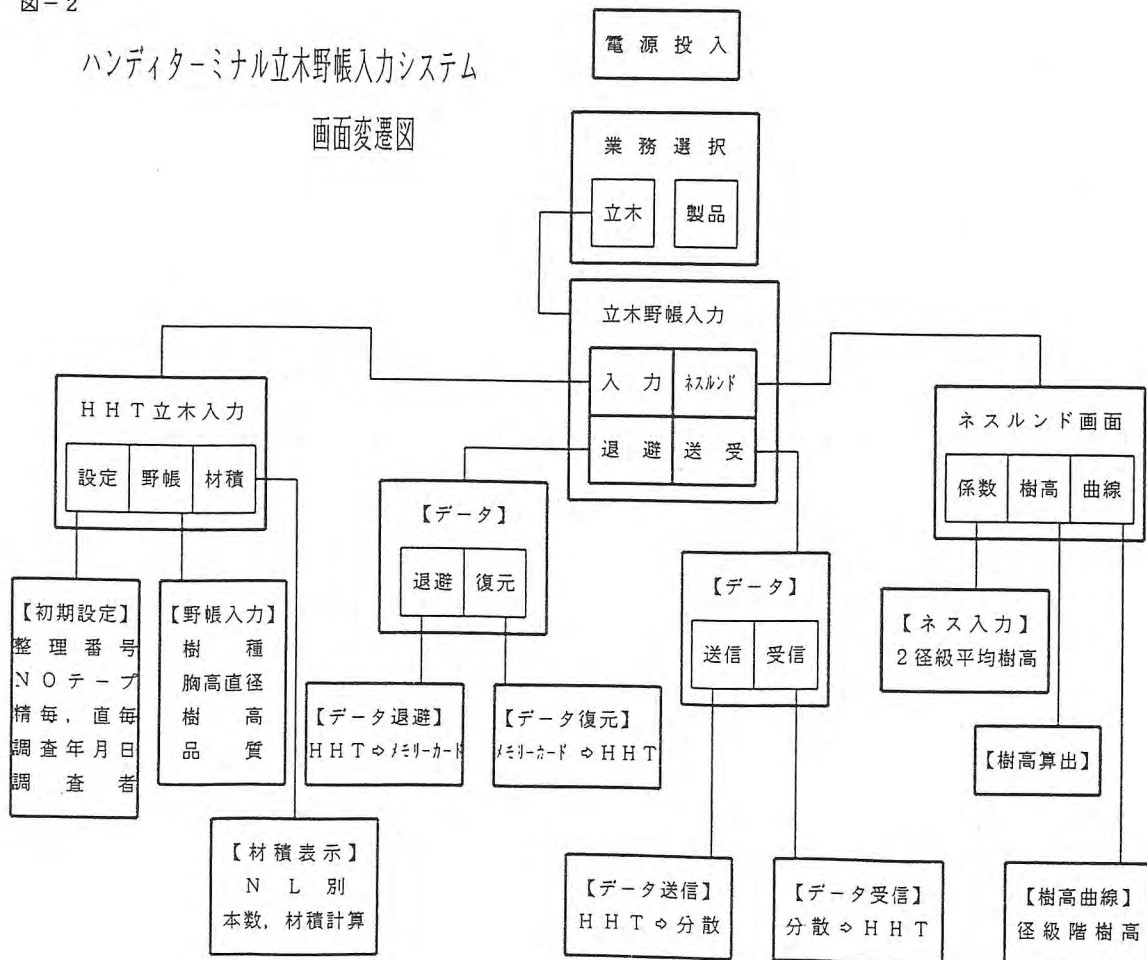 図－2
ハンディターミナル立木野帳入力システム
画面変遷図
電源投入
業務選択
立木
製品
立木野帳入力
入力
ネスルンド
退避
送受
HHT立木入力
設定
野帳
材積
【データ】
退避
復元
【データ】
送信
受信
ネスルンド画面
係数
樹高
曲線
【初期設定】
整理番号
NOテープ
精毎，直毎
調査年月日
調査者
【野帳入力】
樹種
胸高直径
樹高
品質
【材積表示】
NL別
本数，材積計算
【データ退避】
HHT⇨メモリーカード
【データ復元】
メモリーカード⇨HHT
【データ送信】
HHT⇨分散
【データ受信】
分散⇨HHT
【ネス入力】
2径級平均樹高
【樹高算出】
【樹高曲線】
径級階樹高